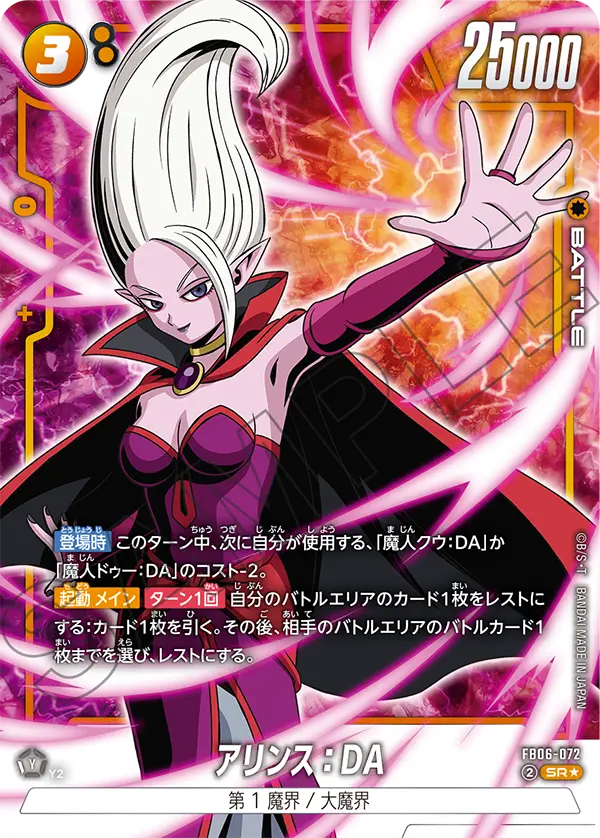 3
25000
0
+
BATTLE
SAMPLE
登場時 このターン中、次に自分が使用する、「魔人クウ:DA」か
「魔人ドゥー:DA」のコスト-2。
起動メイン ターン1回 自分のバトルエリアのカード1枚をレストに
する:カード1枚を引く。その後、相手のバトルエリアのバトルカード1
枚までを選び、レストにする。
©B/S・T BANDAI MADE IN JAPAN
アリンス:DA
FB06-072
Y Y2
② SR★
第1魔界 / 大魔界